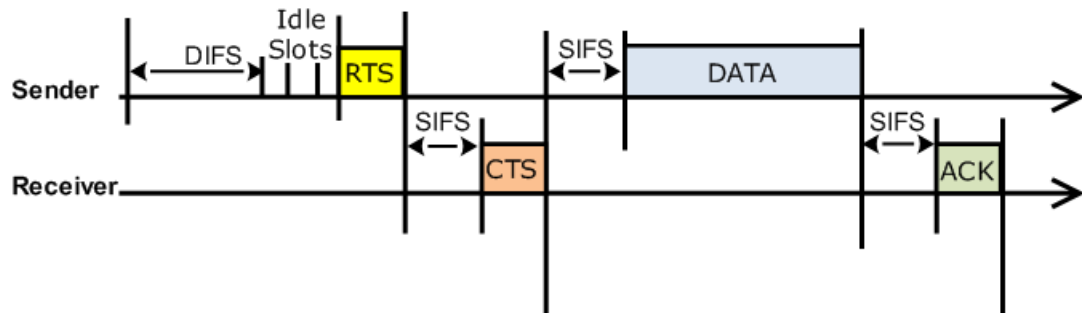 Idle
Slots
DIFS
SIFS
RTS
DATA
Sender
SIFS
SIFS
CTS
ACK
Receiver